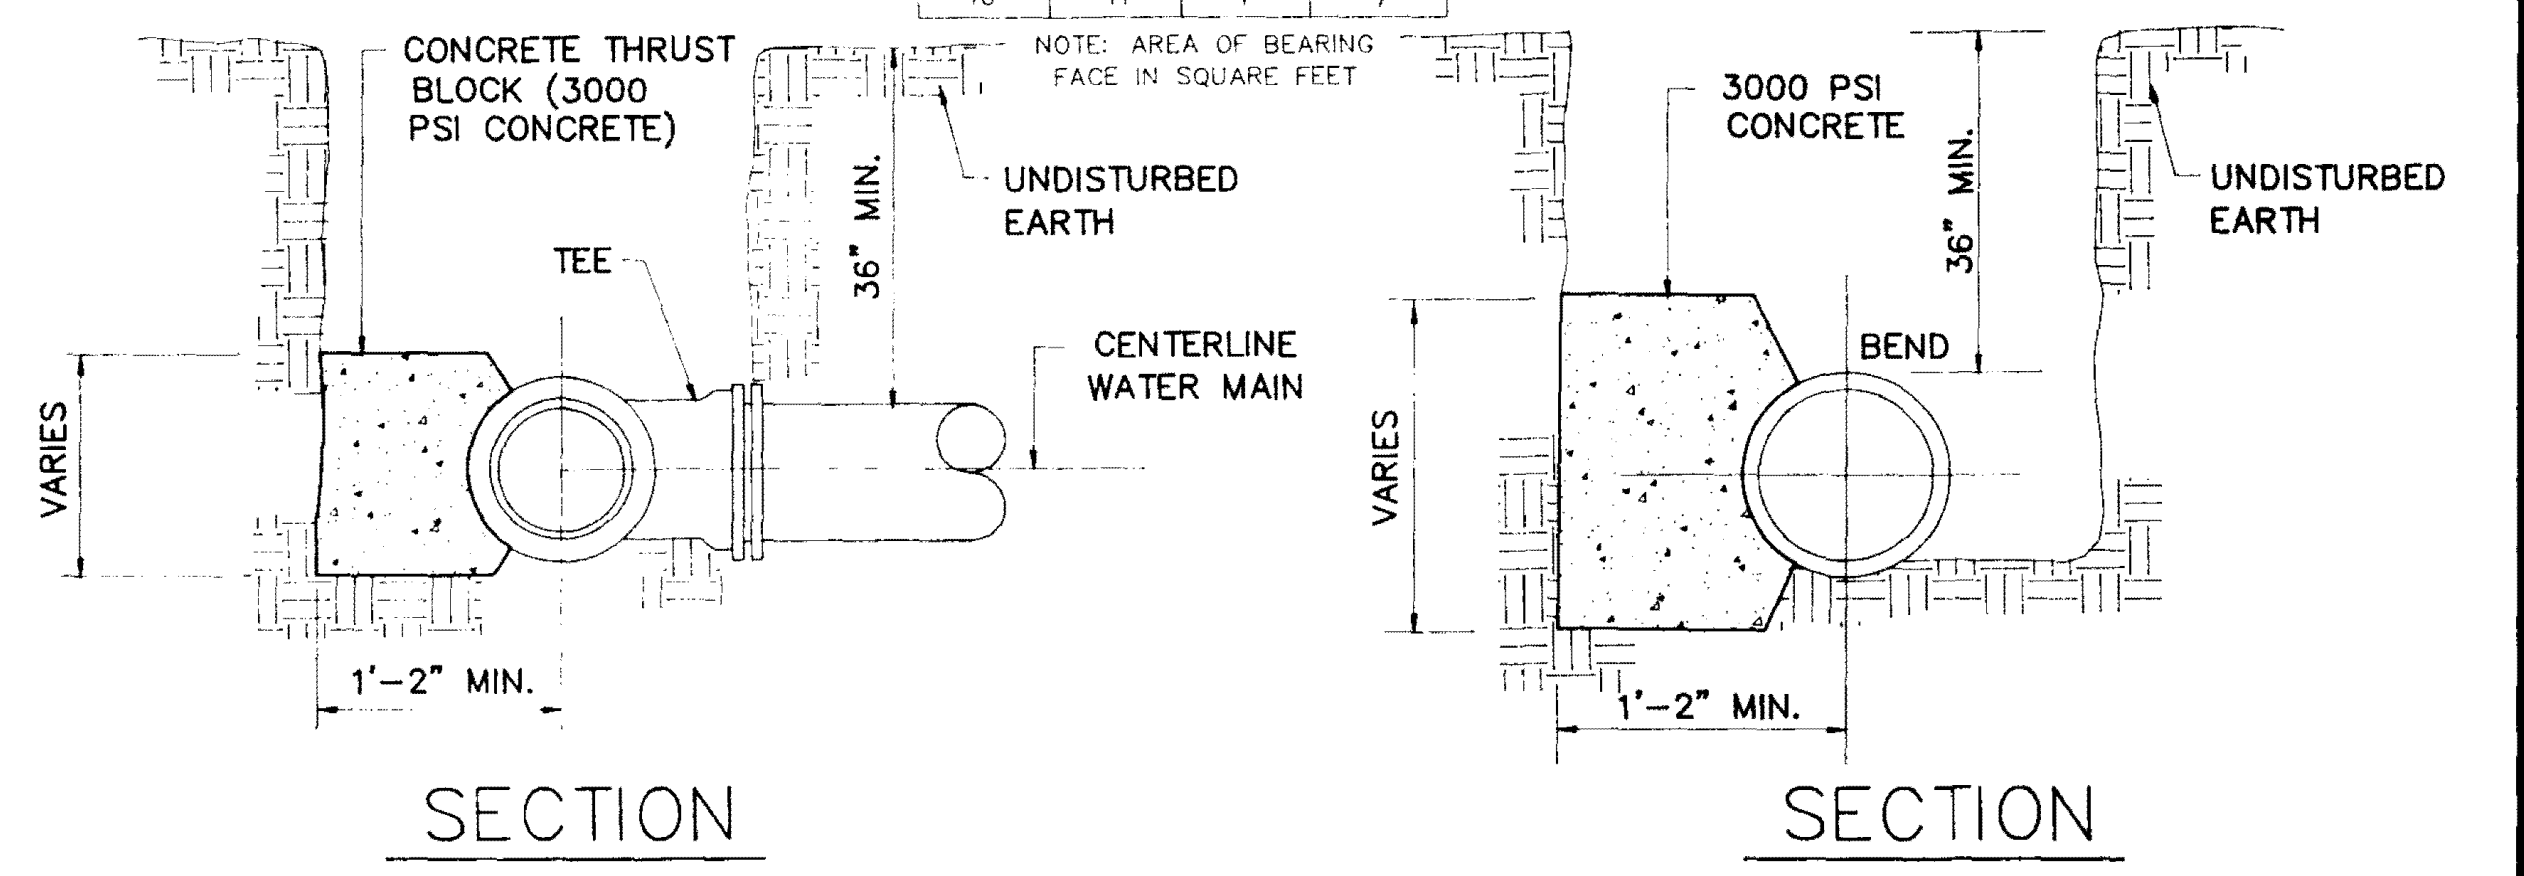 NOTE: AREA OF BEARING
FACE IN SQUARE FEET
CONCRETE THRUST
BLOCK (3000
PSI CONCRETE)
TEE
36" MIN.
UNDISTURBED
EARTH
CENTERLINE
WATER MAIN
VARIES
1'-2" MIN.
SECTION
3000 PSI
CONCRETE
36" MIN.
UNDISTURBED
EARTH
BEND
VARIES
1'-2" MIN.
SECTION